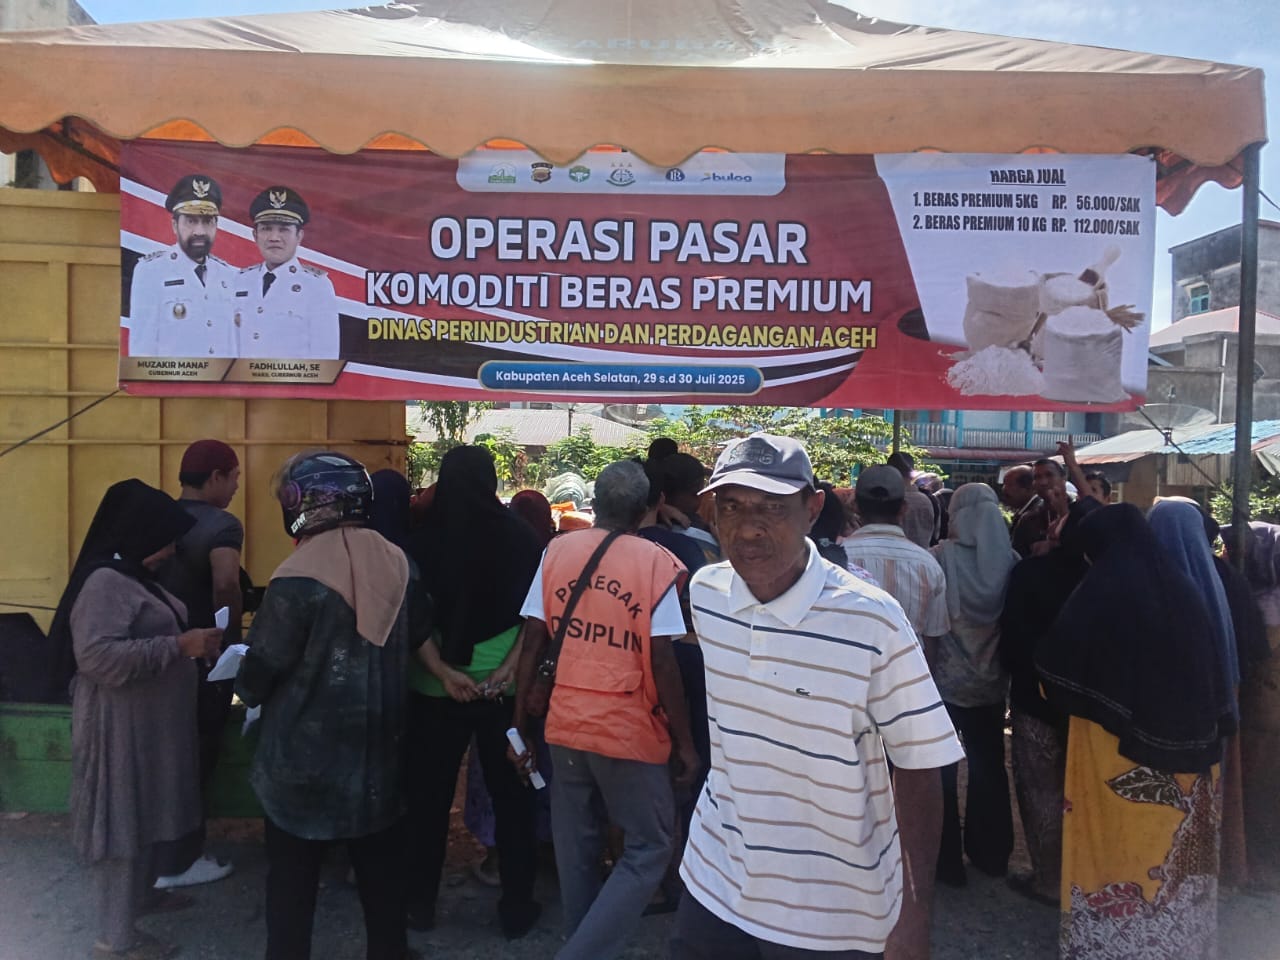 bulog
HARGA JUAL
1. BERAS PREMIUM 5KG RP. 56.000/SAK
2. BERAS PREMIUM 10 KG RP. 112.000/SAK
OPERASI PASAR
KOMODITI BERAS PREMIUM
DINAS PERINDUSTRIAN DAN PERDAGANGAN ACEH
Kabupaten Aceh Selatan, 29 s.d 30 Juli 2025
MUZAKIR MANAF
GUBERNUR ACEH
FADHLULLAH, SE
WAKIL GUBERNUR ACEH
PENEGAK
DISIPLIN